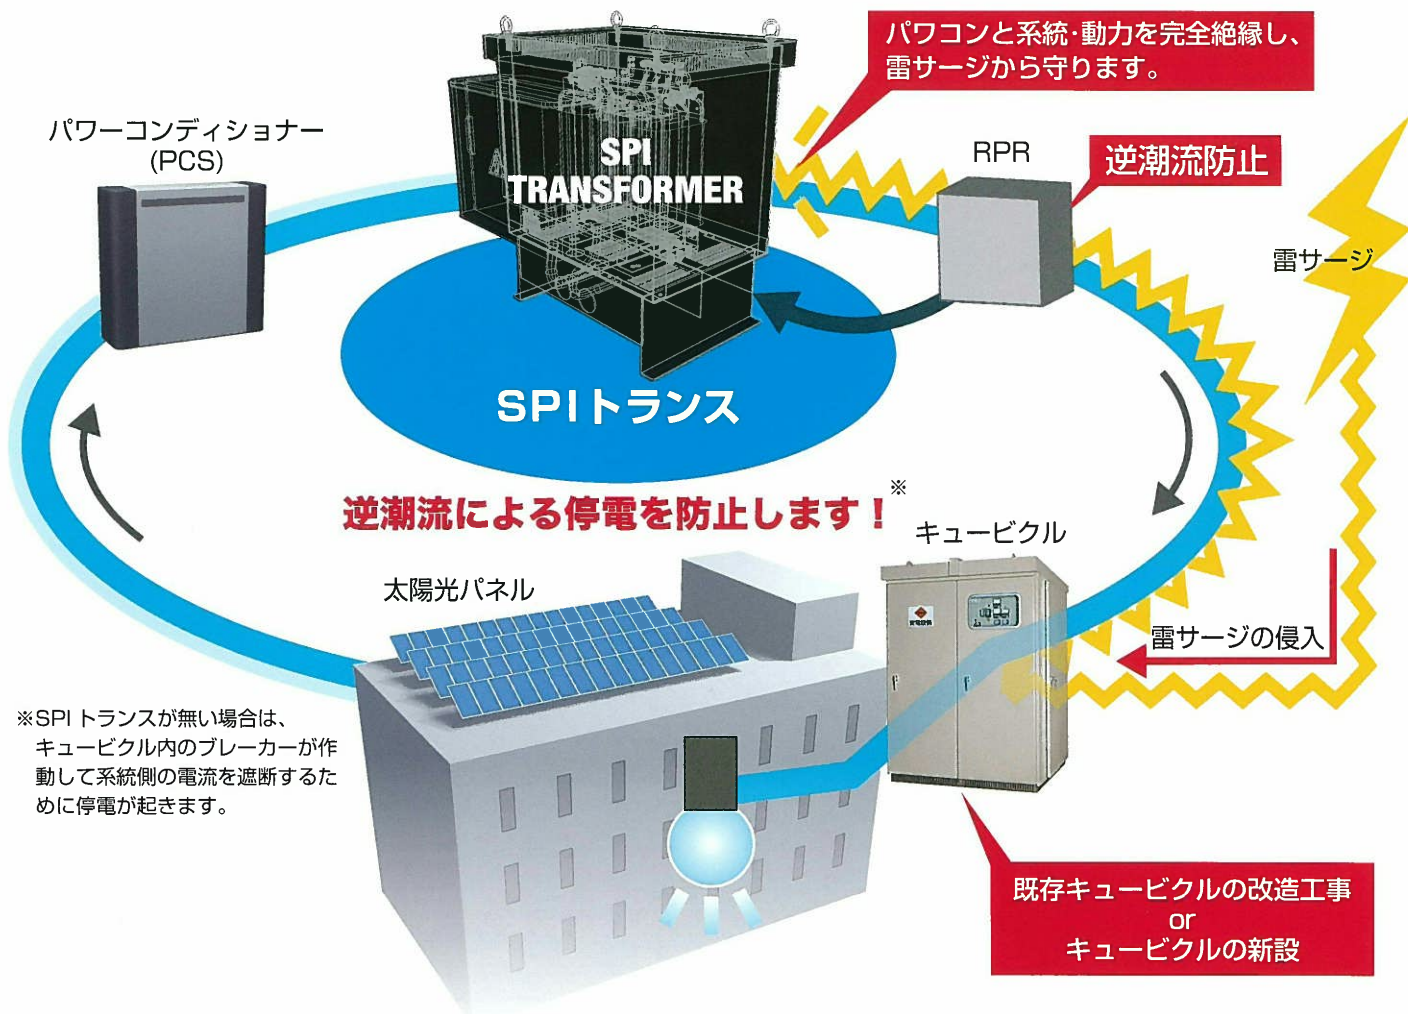 パワコンと系統・動力を完全絶縁し、
雷サージから守ります。
パワーコンディショナー
(PCS)
SPI
TRANSFORMER
RPR
逆潮流防止
雷サージ
SPIトランス
逆潮流による停電を防止します！※
キュービクル
太陽光パネル
雷サージの侵入
※SPI トランスが無い場合は、
キュービクル内のブレーカーが作
動して系統側の電流を遮断するた
めに停電が起きます。
既存キュービクルの改造工事
or
キュービクルの新設